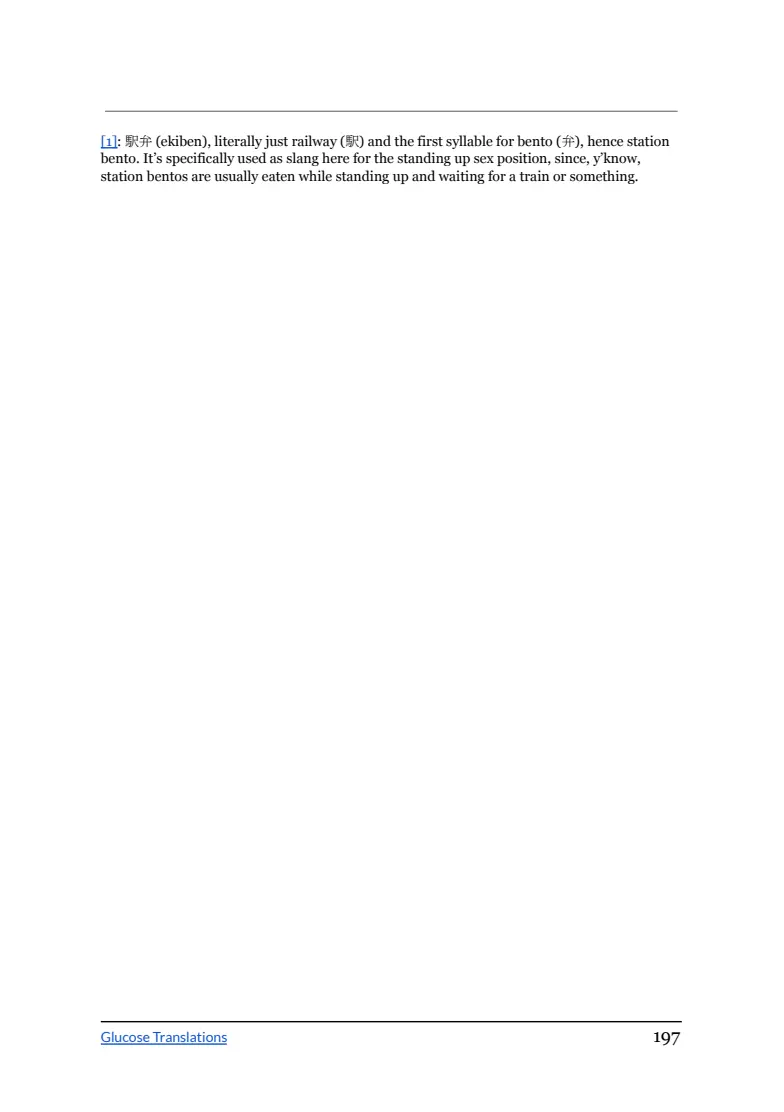 [1]: 駅弁 (ekiben), literally just railway (駅) and the first syllable for bento (弁), hence station
bento. It’s specifically used as slang here for the standing up sex position, since, y’know,
station bentos are usually eaten while standing up and waiting for a train or something.
Glucose Translations
197